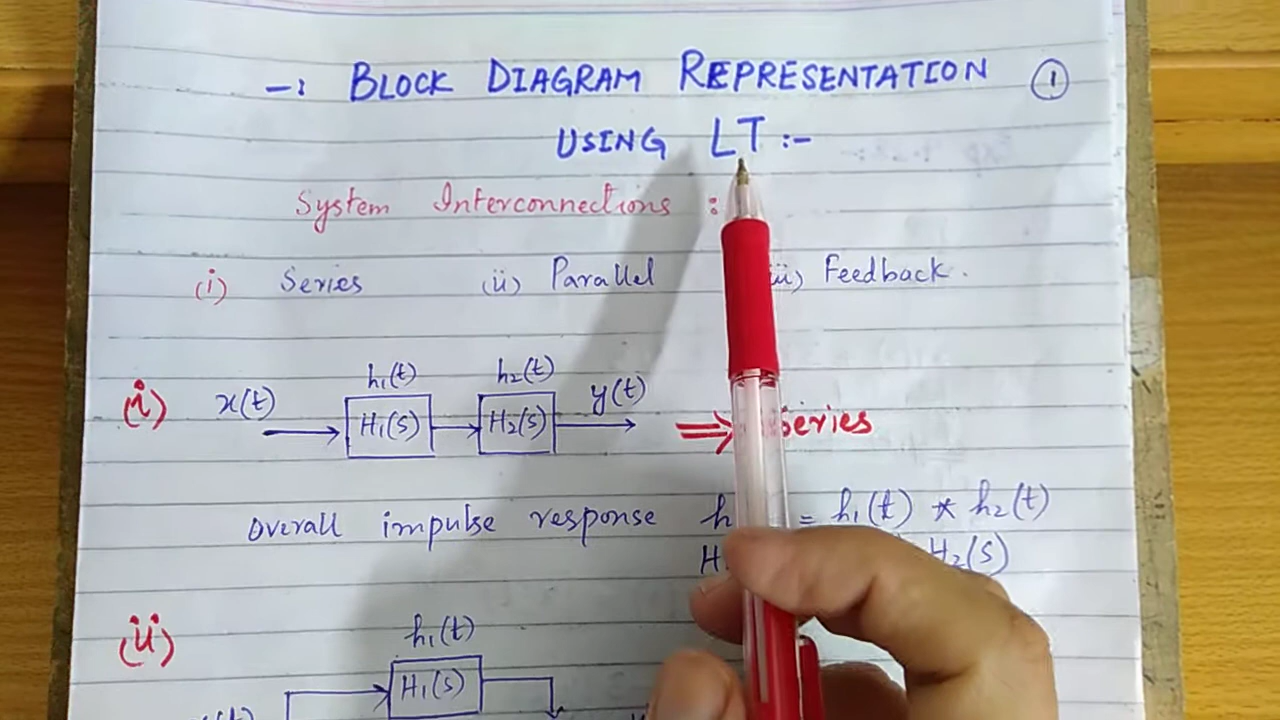 -: BLOCK DIAGRAM REPRESENTATION ①
USING LT :-
System Interconnections :
(i) Series (ii) Parallel Feedback.
(i) x(t) h₁(t) H₁(s) h₂(t) H₂(s) y(t) ⇒ Series
Overall impulse response h = h₁(t) * h₂(t)
H₂(s)
(ii) h₁(t)
H₁(s)